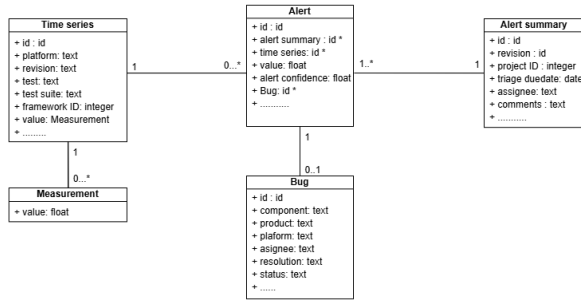 Time series
+ id : id
+ platform: text
+ revision: text
+ test: text
+ test suite: text
+ framework ID: integer
+ value: Measurement
+ .........
1
0...*
Alert
+ id : id
+ alert summary : id *
+ time series: id *
+ value: float
+ alert confidence: float
+ Bug: id *
+ ...........
1..*
1
Alert summary
+ id : id
+ revision : id
+ project ID : integer
+ triage duedate: date
+ assignee: text
+ comments : text
+ ...........
1
0...*
Measurement
+ value: float
1
0..1
Bug
+ id : id
+ component: text
+ product: text
+ plaform: text
+ asignee: text
+ resolution: text
+ status: text
+ ......